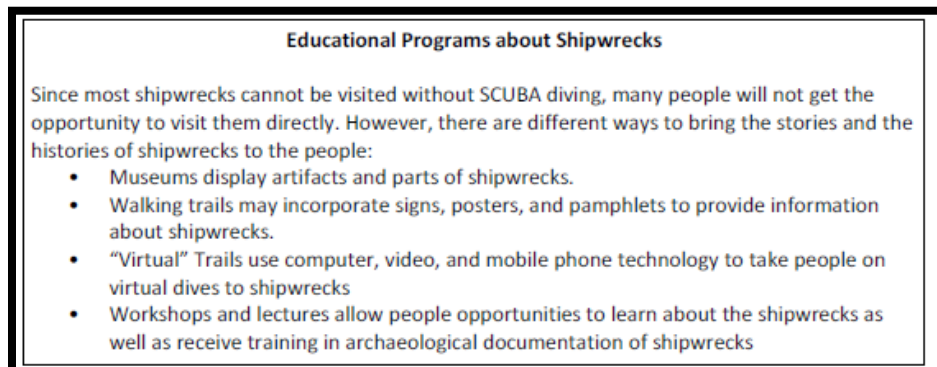 Educational Programs about Shipwrecks
Since most shipwrecks cannot be visited without SCUBA diving, many people will not get the
opportunity to visit them directly. However, there are different ways to bring the stories and the
histories of shipwrecks to the people:
• Museums display artifacts and parts of shipwrecks.
• Walking trails may incorporate signs, posters, and pamphlets to provide information
about shipwrecks.
• “Virtual” Trails use computer, video, and mobile phone technology to take people on
virtual dives to shipwrecks
• Workshops and lectures allow people opportunities to learn about the shipwrecks as
well as receive training in archaeological documentation of shipwrecks